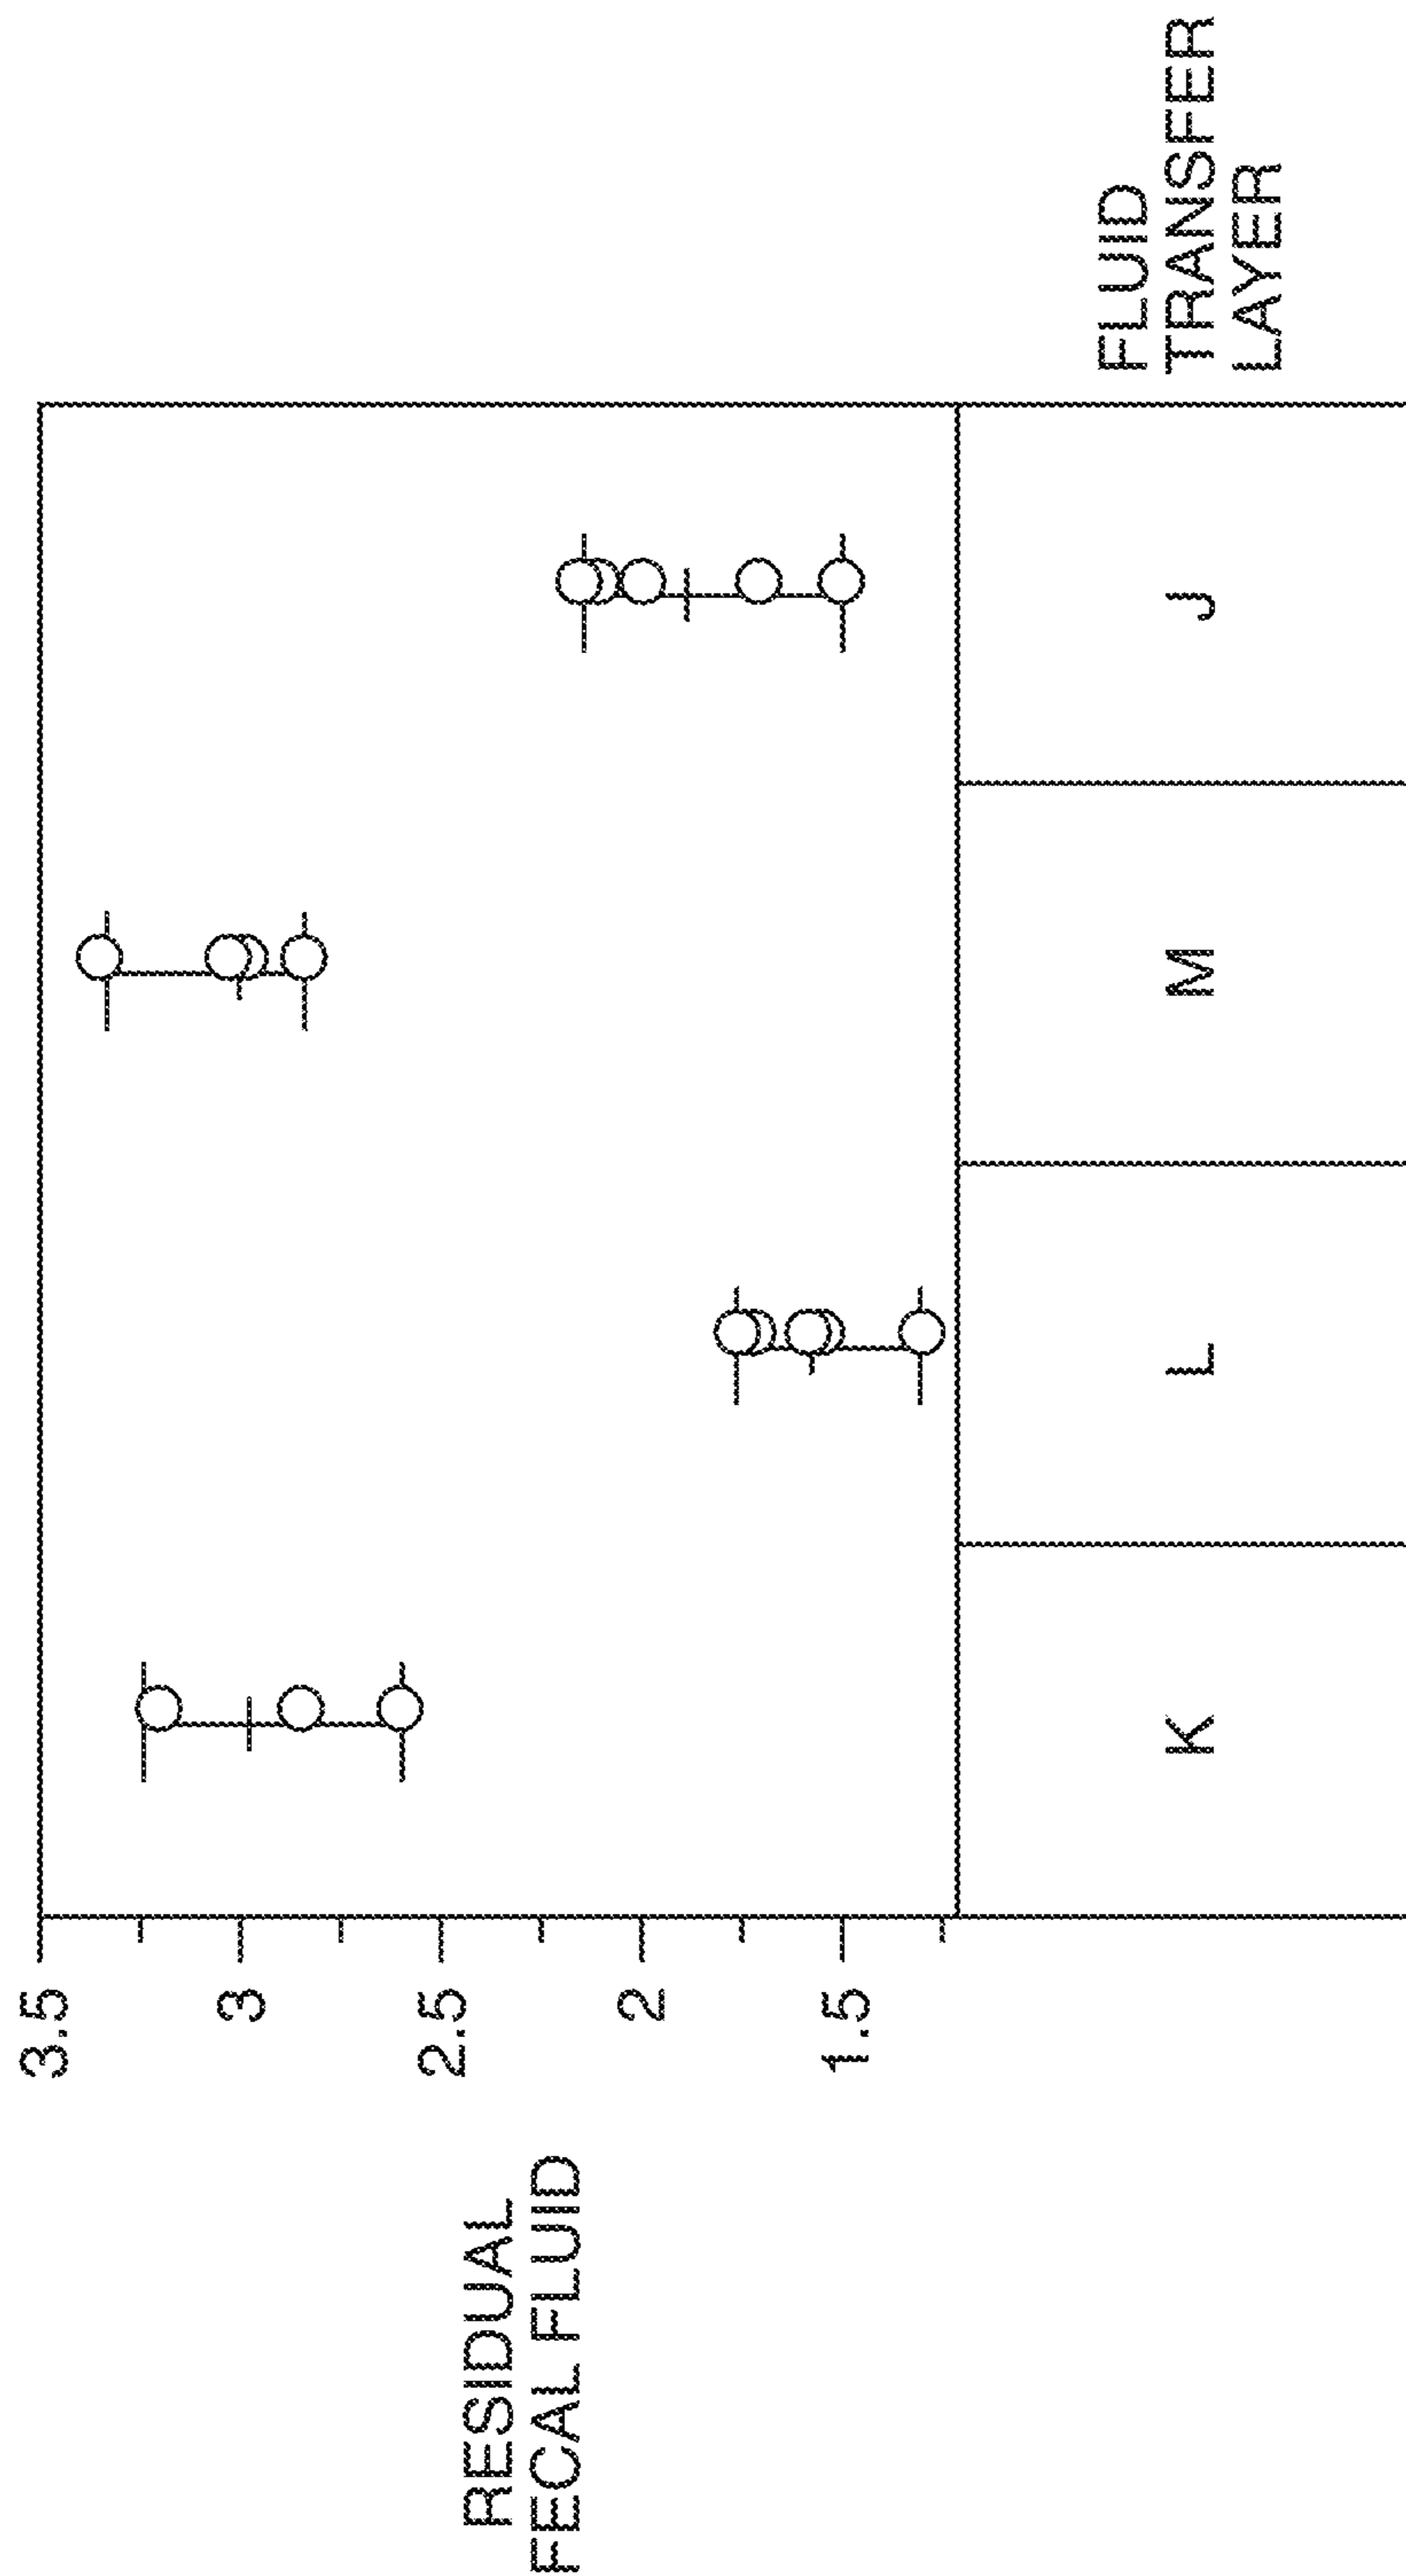 RESIDUAL
FECAL FLUID
3.5
3
2.5
2
1.5
K
L
M
J
FLUID
TRANSFER
LAYER